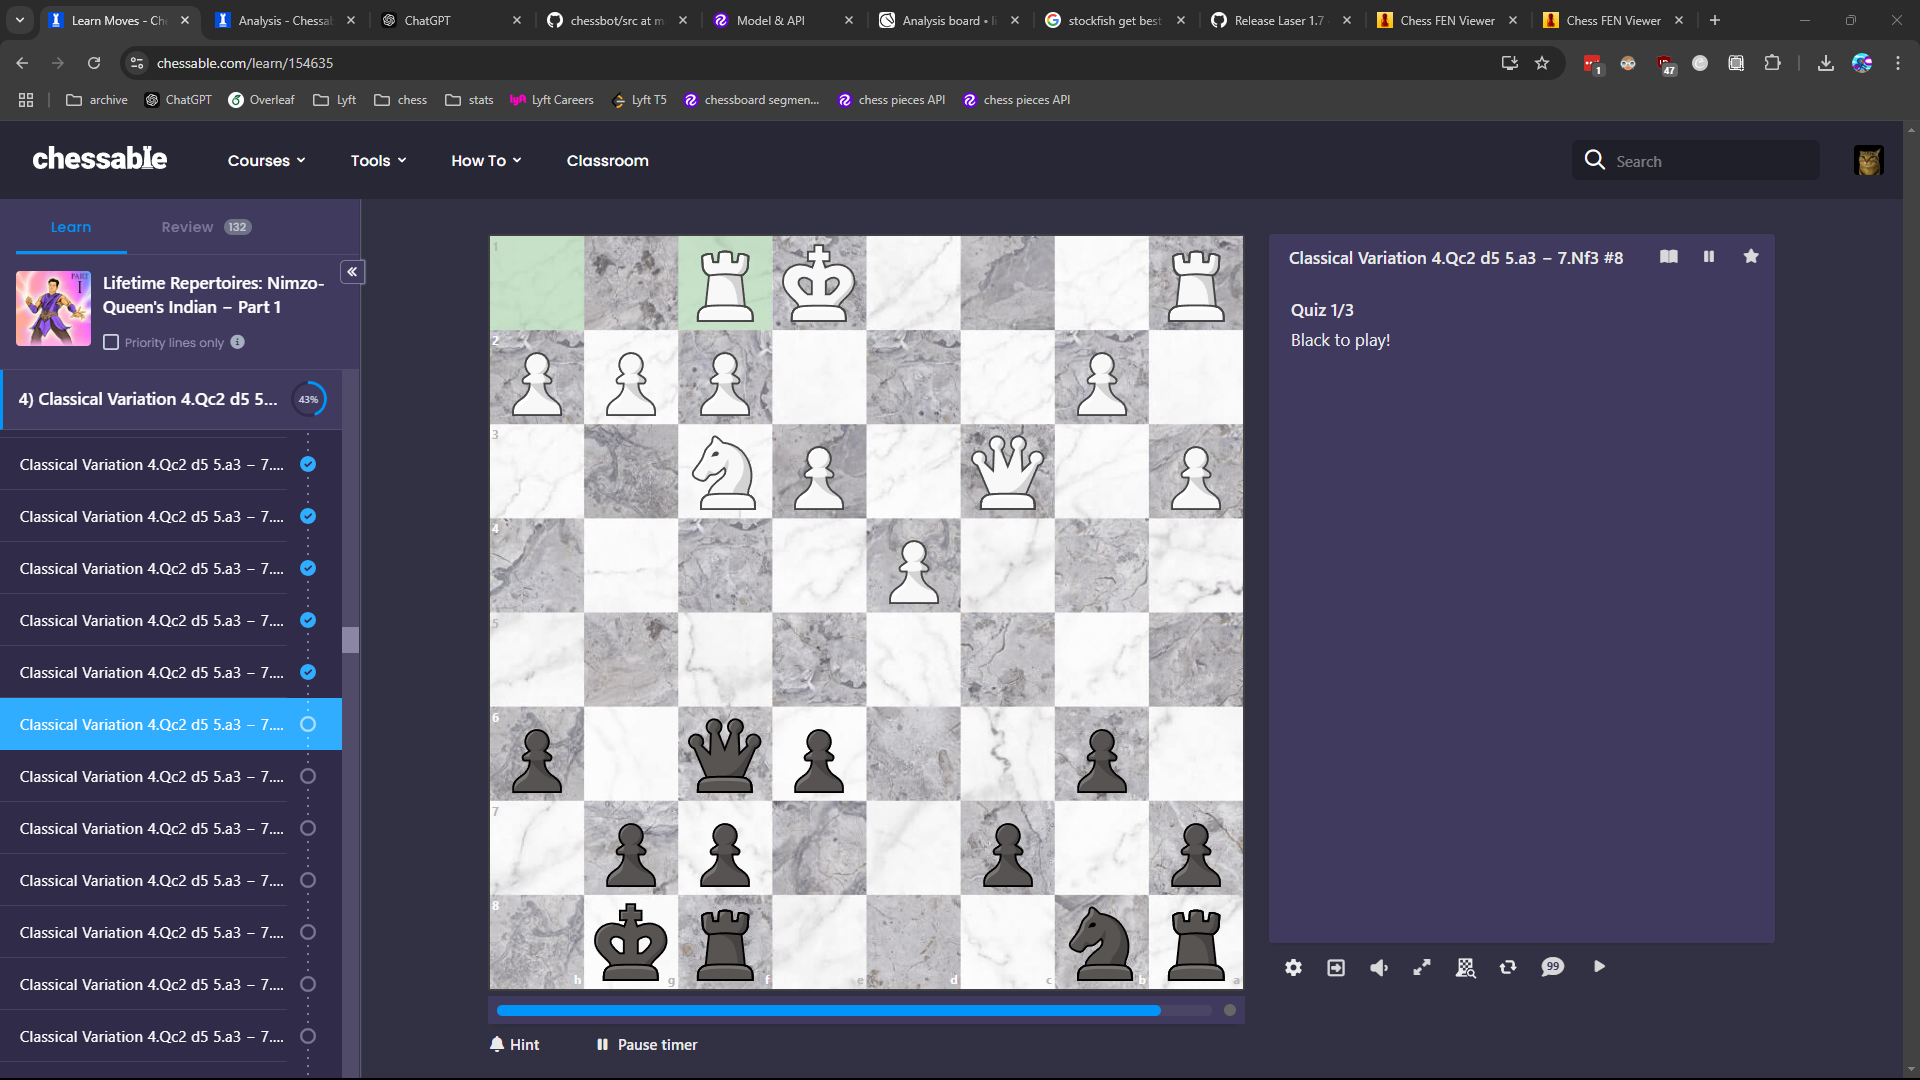 Learn Moves - Che
Analysis - Chessab
ChatGPT
chessbot/src at m
Model & API
Analysis board • li
stockfish get best
Release Laser 1.7
Chess FEN Viewer
Chess FEN Viewer
chessable.com/learn/154635
1
47
archive
ChatGPT
Overleaf
Lyft
chess
stats
lyft Lyft Careers
Lyft T5
chessboard segmen...
chess pieces API
chess pieces API
chessable
Courses
Tools
How To
Classroom
Search
Learn
Review 132
PART
I
Lifetime Repertoires: Nimzo-
Queen's Indian – Part 1
Priority lines only
4) Classical Variation 4.Qc2 d5 5...
43%
Classical Variation 4.Qc2 d5 5.a3 – 7....
Classical Variation 4.Qc2 d5 5.a3 – 7....
Classical Variation 4.Qc2 d5 5.a3 – 7....
Classical Variation 4.Qc2 d5 5.a3 – 7....
Classical Variation 4.Qc2 d5 5.a3 – 7....
Classical Variation 4.Qc2 d5 5.a3 – 7....
Classical Variation 4.Qc2 d5 5.a3 – 7....
Classical Variation 4.Qc2 d5 5.a3 – 7....
Classical Variation 4.Qc2 d5 5.a3 – 7....
Classical Variation 4.Qc2 d5 5.a3 – 7....
Classical Variation 4.Qc2 d5 5.a3 – 7....
Classical Variation 4.Qc2 d5 5.a3 – 7....
1
2
3
4
5
6
7
8
h g f e d c b a
Hint
Pause timer
Classical Variation 4.Qc2 d5 5.a3 – 7.Nf3 #8
Quiz 1/3
Black to play!
99